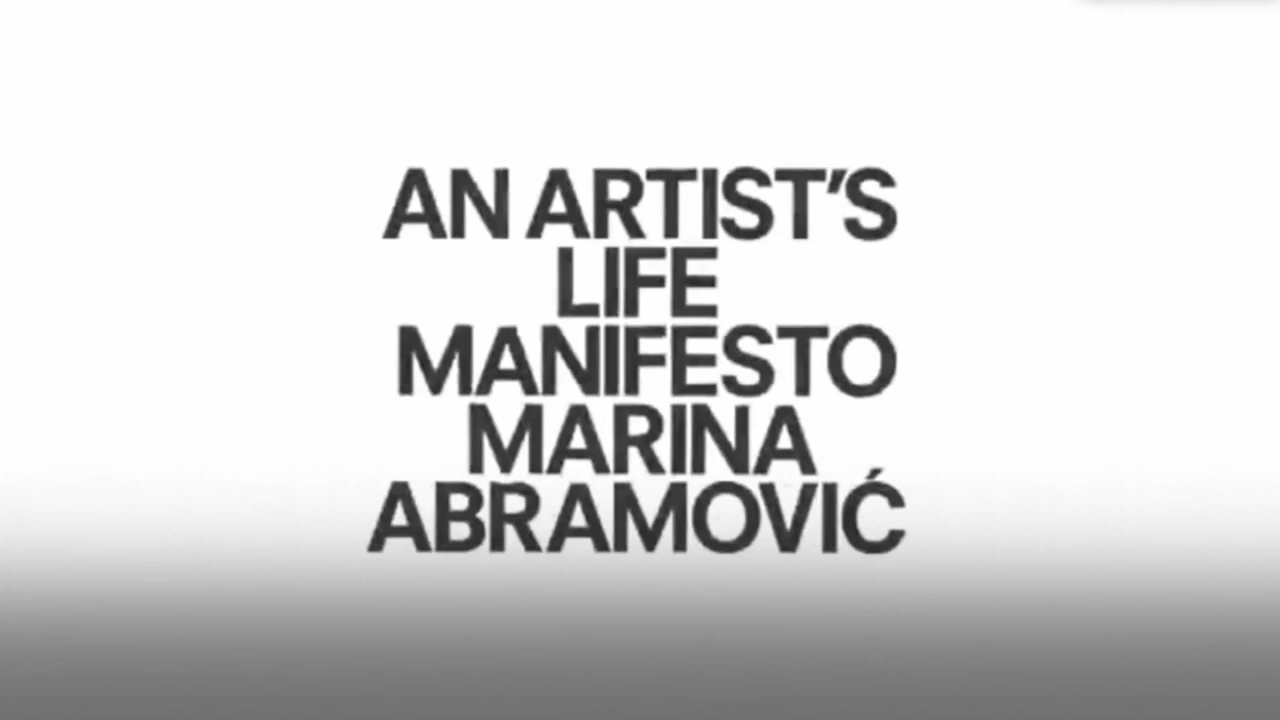 AN ARTIST’S
LIFE
MANIFESTO
MARINA
ABRAMOVIĆ